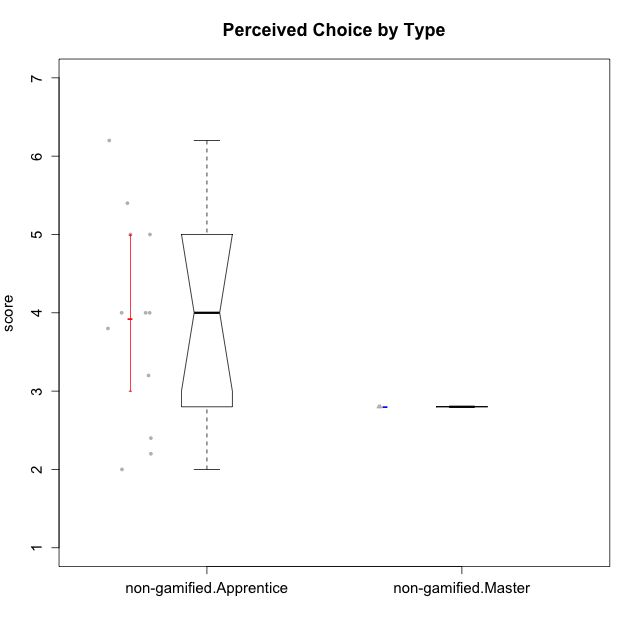 Perceived Choice by Type
7
6
5
4
3
2
1
score
non-gamified.Apprentice
non-gamified.Master